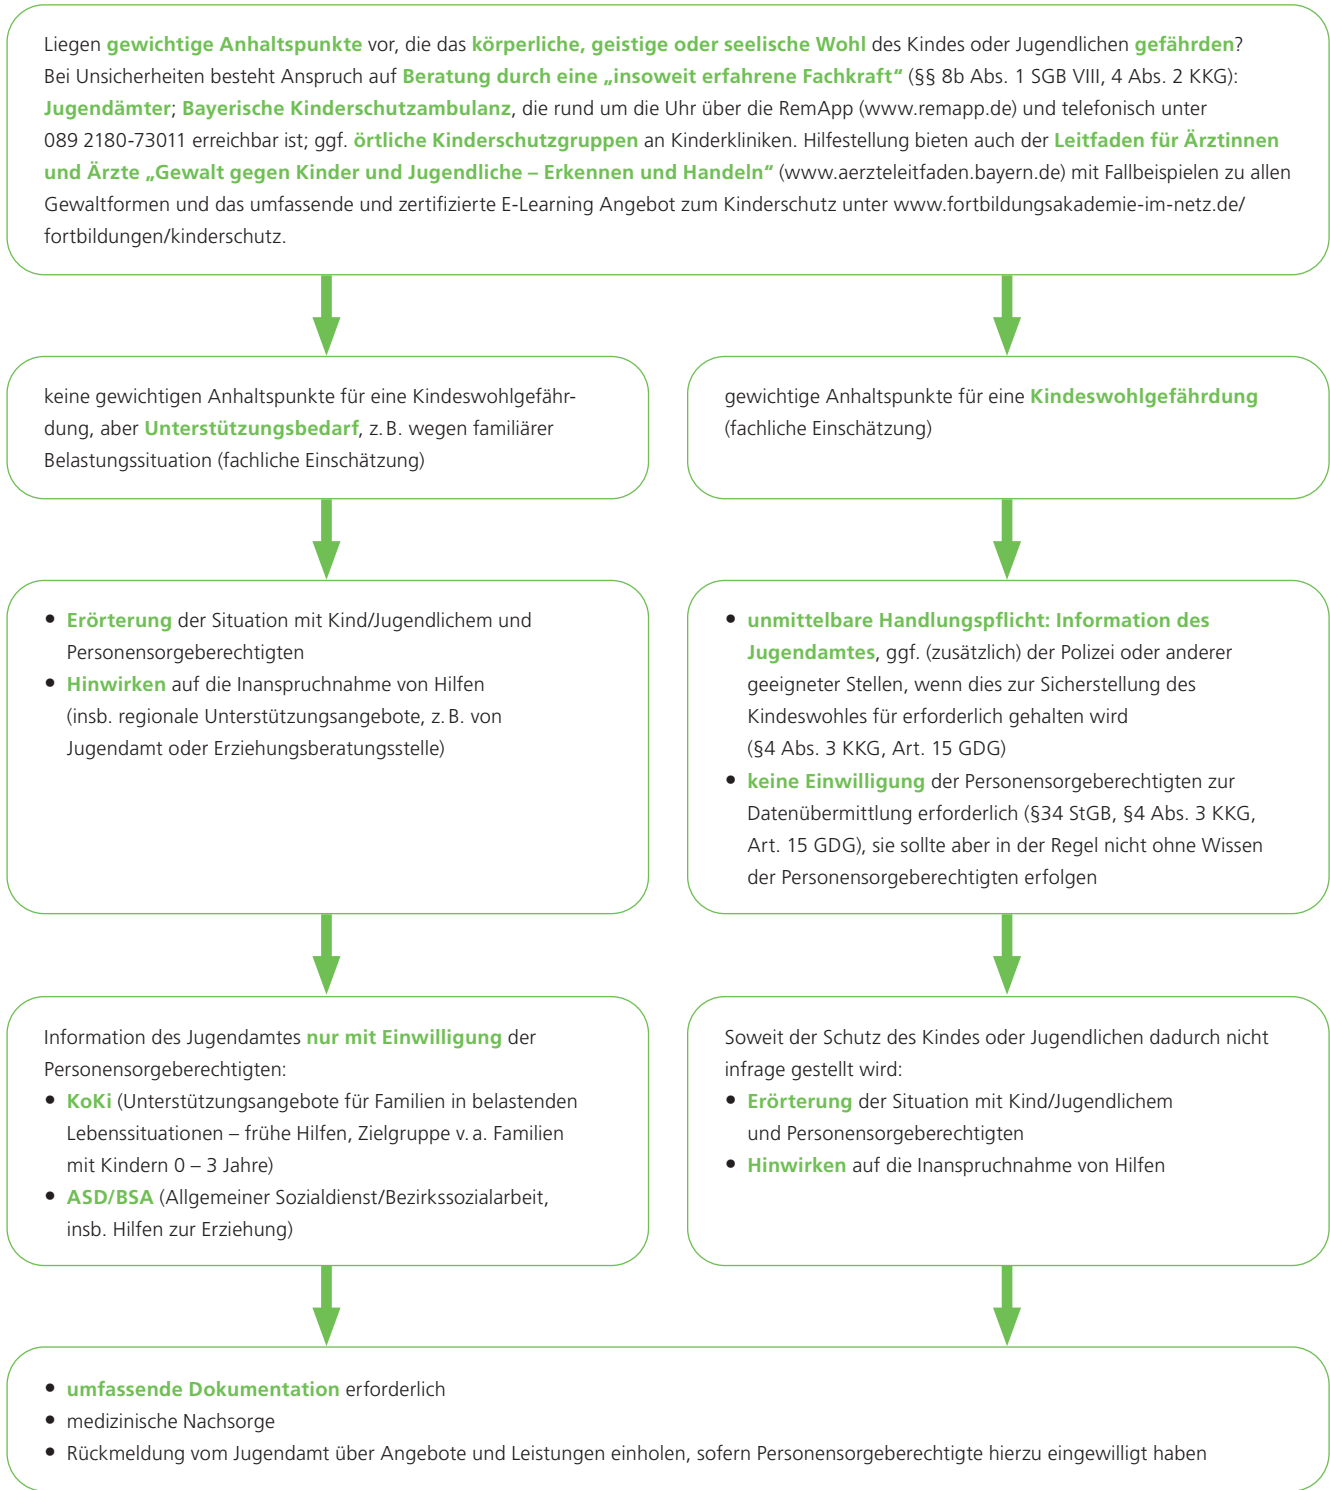 Liegen gewichtige Anhaltspunkte vor, die das körperliche, geistige oder seelische Wohl des Kindes oder Jugendlichen gefährden?
Bei Unsicherheiten besteht Anspruch auf Beratung durch eine „insoweit erfahrene Fachkraft“ (§§ 8b Abs. 1 SGB VIII, 4 Abs. 2 KKG):
Jugendämter; Bayerische Kinderschutzambulanz, die rund um die Uhr über die RemApp (www.remapp.de) und telefonisch unter
089 2180-73011 erreichbar ist; ggf. örtliche Kinderschutzgruppen an Kinderkliniken. Hilfestellung bieten auch der Leitfaden für Ärztinnen
und Ärzte „Gewalt gegen Kinder und Jugendliche – Erkennen und Handeln“ (www.aerzteleitfaden.bayern.de) mit Fallbeispielen zu allen
Gewaltformen und das umfassende und zertifizierte E-Learning Angebot zum Kinderschutz unter www.fortbildungsakademie-im-netz.de/
fortbildungen/kinderschutz.
keine gewichtigen Anhaltspunkte für eine Kindeswohlgefähr-
dung, aber Unterstützungsbedarf, z. B. wegen familiärer
Belastungssituation (fachliche Einschätzung)
gewichtige Anhaltspunkte für eine Kindeswohlgefährdung
(fachliche Einschätzung)
• Erörterung der Situation mit Kind/Jugendlichem und
Personensorgeberechtigten
• Hinwirken auf die Inanspruchnahme von Hilfen
(insb. regionale Unterstützungsangebote, z. B. von
Jugendamt oder Erziehungsberatungsstelle)
• unmittelbare Handlungspflicht: Information des
Jugendamtes, ggf. (zusätzlich) der Polizei oder anderer
geeigneter Stellen, wenn dies zur Sicherstellung des
Kindeswohles für erforderlich gehalten wird
(§4 Abs. 3 KKG, Art. 15 GDG)
• keine Einwilligung der Personensorgeberechtigten zur
Datenübermittlung erforderlich (§34 StGB, §4 Abs. 3 KKG,
Art. 15 GDG), sie sollte aber in der Regel nicht ohne Wissen
der Personensorgeberechtigten erfolgen
Information des Jugendamtes nur mit Einwilligung der
Personensorgeberechtigten:
• KoKi (Unterstützungsangebote für Familien in belastenden
Lebenssituationen – frühe Hilfen, Zielgruppe v. a. Familien
mit Kindern 0 – 3 Jahre)
• ASD/BSA (Allgemeiner Sozialdienst/Bezirkssozialarbeit,
insb. Hilfen zur Erziehung)
Soweit der Schutz des Kindes oder Jugendlichen dadurch nicht
infrage gestellt wird:
• Erörterung der Situation mit Kind/Jugendlichem
und Personensorgeberechtigten
• Hinwirken auf die Inanspruchnahme von Hilfen
• umfassende Dokumentation erforderlich
• medizinische Nachsorge
• Rückmeldung vom Jugendamt über Angebote und Leistungen einholen, sofern Personensorgeberechtigte hierzu eingewilligt haben